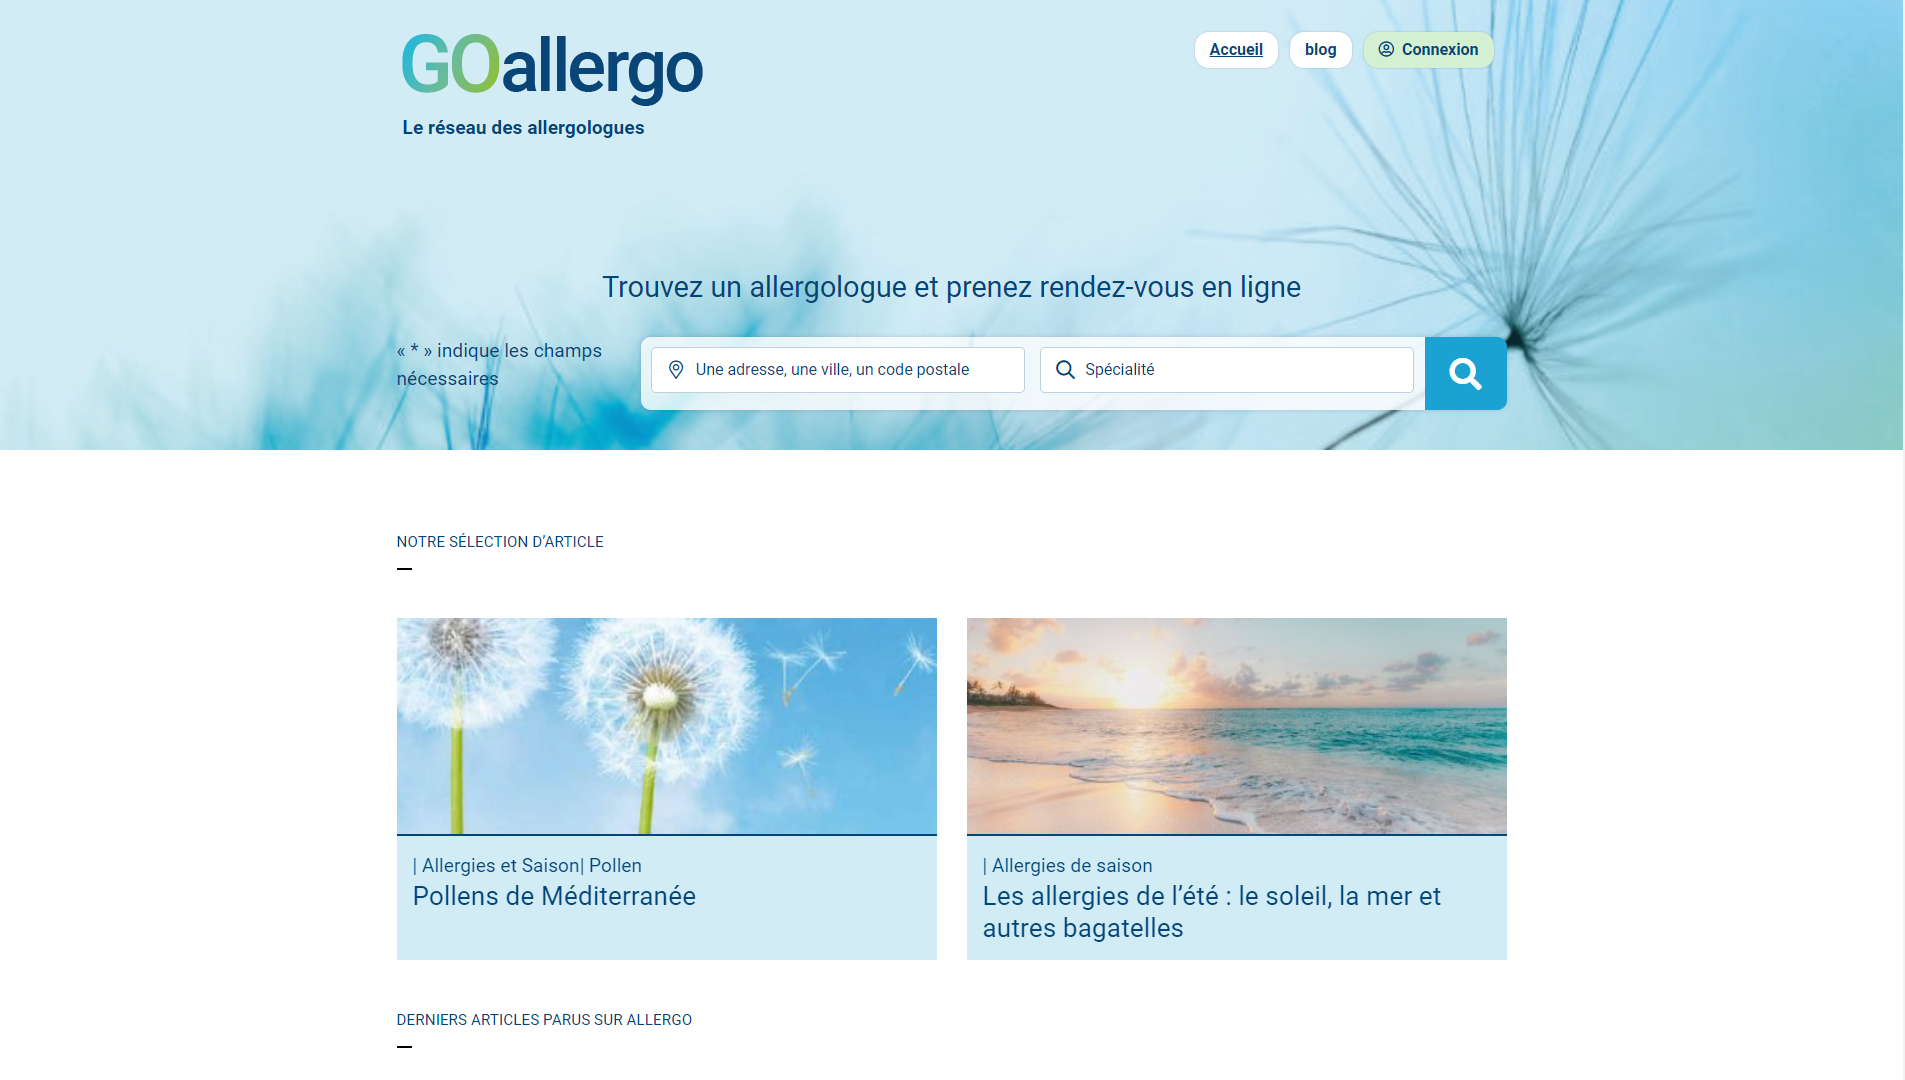 GOallergo
Le réseau des allergologues
Accueil
blog
Connexion
Trouvez un allergologue et prenez rendez-vous en ligne
« * » indique les champs
nécessaires
Une adresse, une ville, un code postale
Spécialité
NOTRE SÉLECTION D’ARTICLE
| Allergies et Saison| Pollen
Pollens de Méditerranée
| Allergies de saison
Les allergies de l’été : le soleil, la mer et
autres bagatelles
DERNIERS ARTICLES PARUS SUR ALLERGO